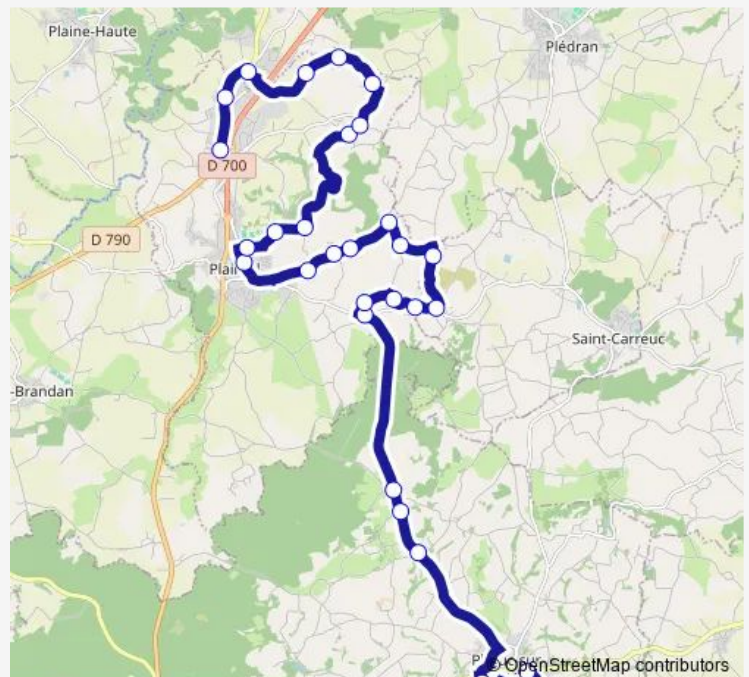 Plaine-Haute
Plédran
D 700
D 790
Saint-Carreuc
-Brandan
© OpenStreetMap contributors